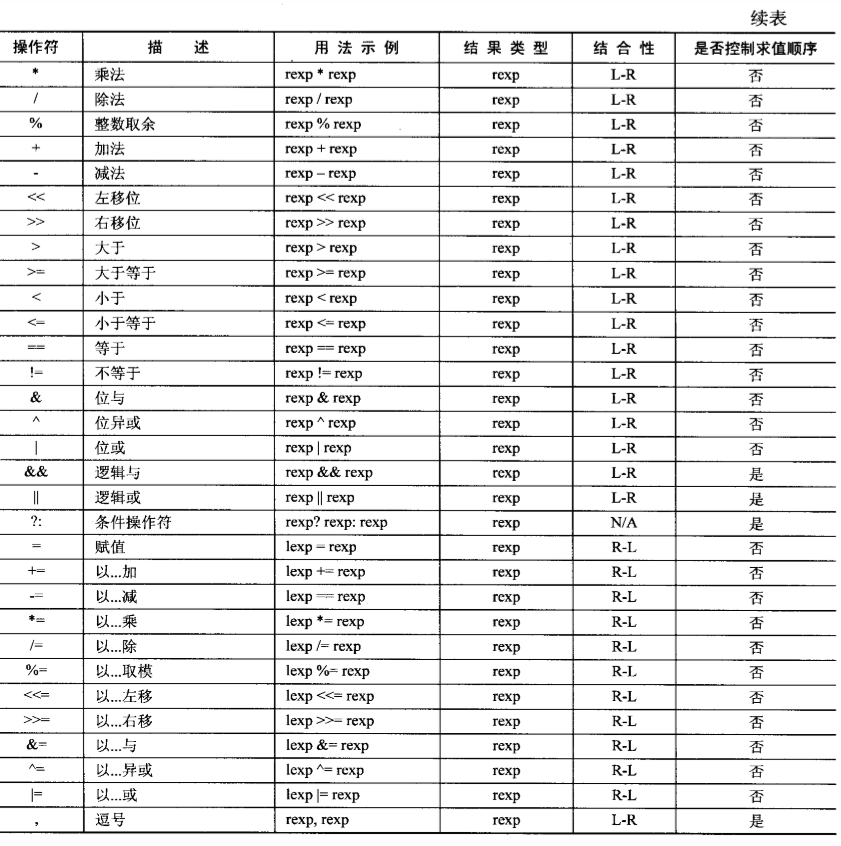 续表
操作符 描 述 用法示例 结果类型 结合性 是否控制求值顺序
* 乘法 rexp * rexp rexp L-R 否
/ 除法 rexp / rexp rexp L-R 否
% 整数取余 rexp % rexp rexp L-R 否
+ 加法 rexp + rexp rexp L-R 否
- 减法 rexp – rexp rexp L-R 否
<< 左移位 rexp << rexp rexp L-R 否
>> 右移位 rexp >> rexp rexp L-R 否
> 大于 rexp > rexp rexp L-R 否
>= 大于等于 rexp >= rexp rexp L-R 否
< 小于 rexp < rexp rexp L-R 否
<= 小于等于 rexp <= rexp rexp L-R 否
== 等于 rexp == rexp rexp L-R 否
!= 不等于 rexp != rexp rexp L-R 否
& 位与 rexp & rexp rexp L-R 否
^ 位异或 rexp ^ rexp rexp L-R 否
| 位或 rexp | rexp rexp L-R 否
&& 逻辑与 rexp && rexp rexp L-R 是
|| 逻辑或 rexp || rexp rexp L-R 是
?: 条件操作符 rexp? rexp: rexp rexp N/A 是
= 赋值 lexp = rexp rexp R-L 否
+= 以...加 lexp += rexp rexp R-L 否
-= 以...减 lexp == rexp rexp R-L 否
*= 以...乘 lexp *= rexp rexp R-L 否
/= 以...除 lexp /= rexp rexp R-L 否
%= 以...取模 lexp %= rexp rexp R-L 否
<<= 以...左移 lexp <<= rexp rexp R-L 否
>>= 以...右移 lexp >>= rexp rexp R-L 否
&= 以...与 lexp &= rexp rexp R-L 否
^= 以...异或 lexp ^= rexp rexp R-L 否
|= 以...或 lexp |= rexp rexp R-L 否
, 逗号 rexp, rexp rexp L-R 是